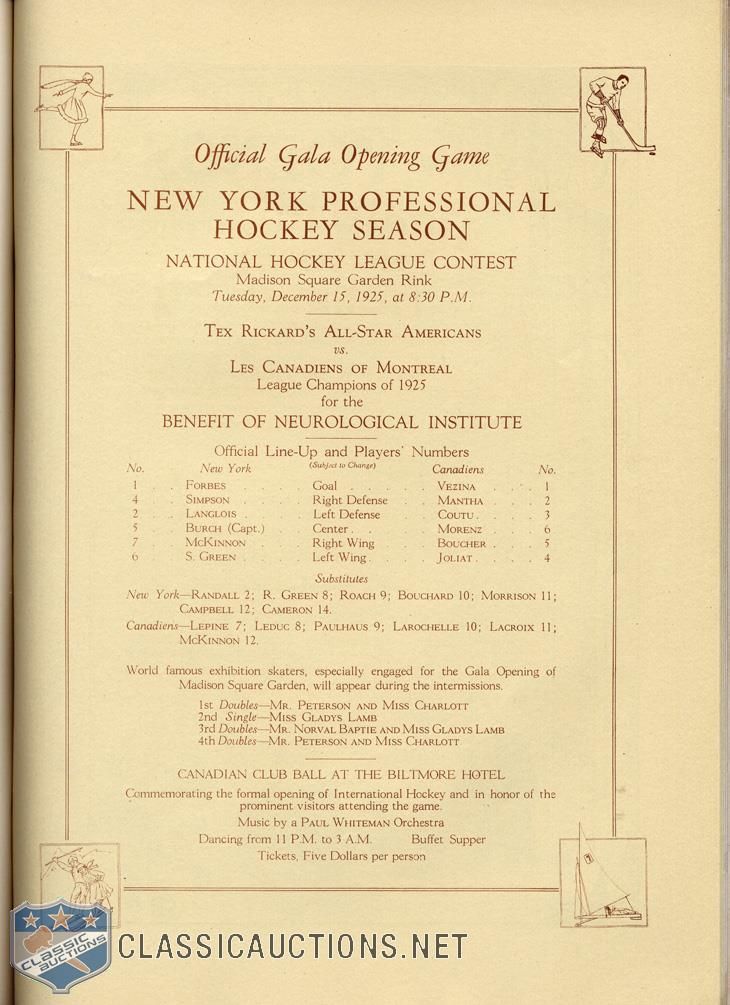 Official Gala Opening Game
NEW YORK PROFESSIONAL
HOCKEY SEASON
NATIONAL HOCKEY LEAGUE CONTEST
Madison Square Garden Rink
Tuesday, December 15, 1925, at 8:30 P.M.
TEX RICKARD'S ALL-STAR AMERICANS
vs.
LES CANADIENS OF MONTREAL
League Champions of 1925
for the
BENEFIT OF NEUROLOGICAL INSTITUTE
Official Line-Up and Players' Numbers
No. New York (Subject to Change) Canadiens No.
1 . . FORBES . . . Goal . . . . . VEZINA . . . 1
4 . . SIMPSON . . . Right Defense . . MANTHA . . . 2
2 . . LANGLOIS . . . Left Defense . . COUTU . . . 3
5 . . BURCH (Capt.) . . Center . . . . MORENZ . . . 6
7 . . MCKINNON . . . Right Wing . . . BOUCHER . . . 5
6 . . S. GREEN . . . Left Wing . . . . JOLIAT . . . 4
Substitutes
New York—RANDALL 2; R. GREEN 8; ROACH 9; BOUCHARD 10; MORRISON 11;
CAMPBELL 12; CAMERON 14.
Canadiens—LEPINE 7; LEDUC 8; PAULHAUS 9; LAROCHELLE 10; LACROIX 11;
MCKINNON 12.
World famous exhibition skaters, especially engaged for the Gala Opening of
Madison Square Garden, will appear during the intermissions.
1st Doubles—MR. PETERSON AND MISS CHARLOTT
2nd Single—MISS GLADYS LAMB
3rd Doubles—MR. NORVAL BAPTIE AND MISS GLADYS LAMB
4th Doubles—MR. PETERSON AND MISS CHARLOTT
CANADIAN CLUB BALL AT THE BILTMORE HOTEL
Commemorating the formal opening of International Hockey and in honor of the
prominent visitors attending the game.
Music by a PAUL WHITEMAN Orchestra
Dancing from 11 P.M. to 3 A.M. Buffet Supper
Tickets, Five Dollars per person
CLASSIC
AUCTIONS
CLASSICAUCTIONS.NET